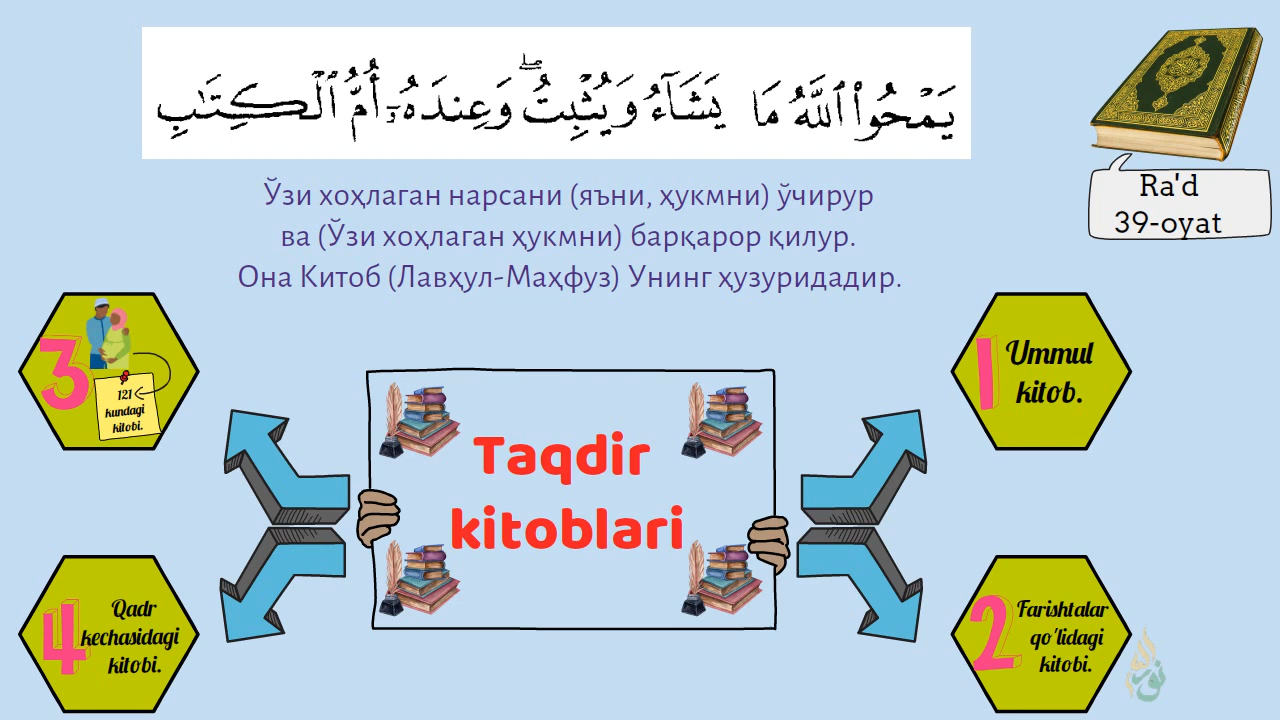 يَمْحُوا۟ ٱللَّهُ مَا يَشَآءُ وَيُثْبِتُ ۖ وَعِندَهُۥٓ أُمُّ ٱلْكِتَـٰبِ
Ra'd
39-oyat
Ўзи хоҳлаган нарсани (яъни, ҳукмни) ўчирур
ва (Ўзи хоҳлаган ҳукмни) барқарор қилур.
Она Китоб (Лавҳул-Маҳфуз) Унинг ҳузуридадир.
Taqdir
kitoblari
1
Ummul
kitob.
2
Farishtalar
qo'lidagi
kitobi.
3
121
kundagi
kitobi.
4
Qadr
kechasidagi
kitobi.